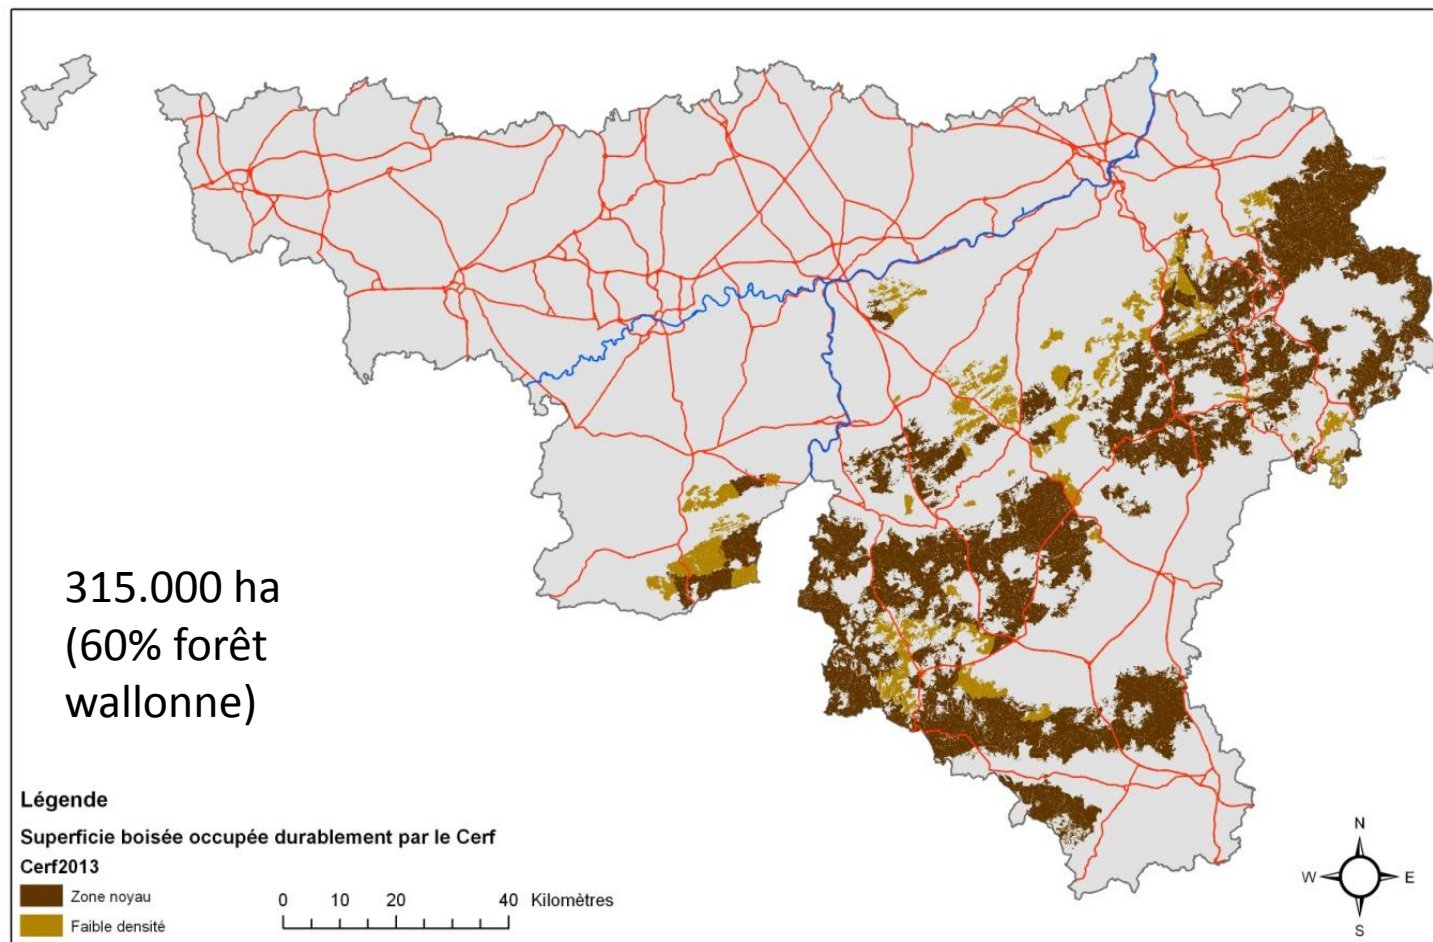 315.000 ha
(60% forêt
wallonne)
Légende
Superficie boisée occupée durablement par le Cerf
Cerf2013
Zone noyau
Faible densité
0 10 20 40 Kilomètres
N
W E
S